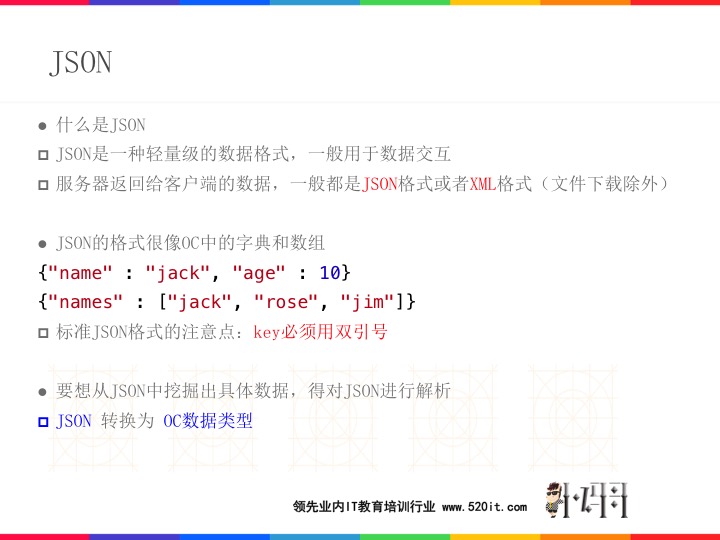 JSON
什么是JSON
JSON是一种轻量级的数据格式，一般用于数据交互
服务器返回给客户端的数据，一般都是JSON格式或者XML格式（文件下载除外）
JSON的格式很像OC中的字典和数组
{"name" : "jack", "age" : 10}
{"names" : ["jack", "rose", "jim"]}
标准JSON格式的注意点：key必须用双引号
要想从JSON中挖掘出具体数据，得对JSON进行解析
JSON 转换为 OC数据类型
领先业内IT教育培训行业 www.520it.com
小码哥